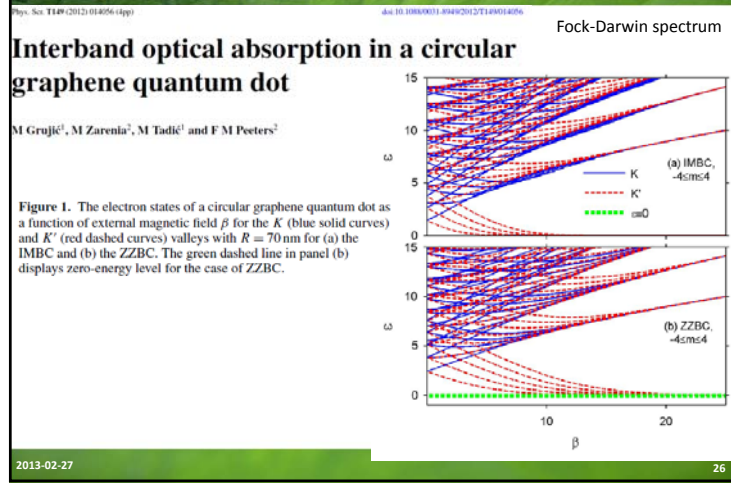 Phys. Scr. T149 (2012) 014056 (4pp)
doi:10.1088/0031-8949/2012/T149/014056
Fock-Darwin spectrum
Interband optical absorption in a circular
graphene quantum dot
M Grujić¹, M Zarenia², M Tadić¹ and F M Peeters²
Figure 1. The electron states of a circular graphene quantum dot as
a function of external magnetic field β for the K (blue solid curves)
and K′ (red dashed curves) valleys with R = 70 nm for (a) the
IMBC and (b) the ZZBC. The green dashed line in panel (b)
displays zero-energy level for the case of ZZBC.
15
10
5
0
ε
(a) IMBC,
-4≤m≤4
K
K'
ε=0
15
10
5
0
ε
(b) ZZBC,
-4≤m≤4
10
20
β
2013-02-27
26